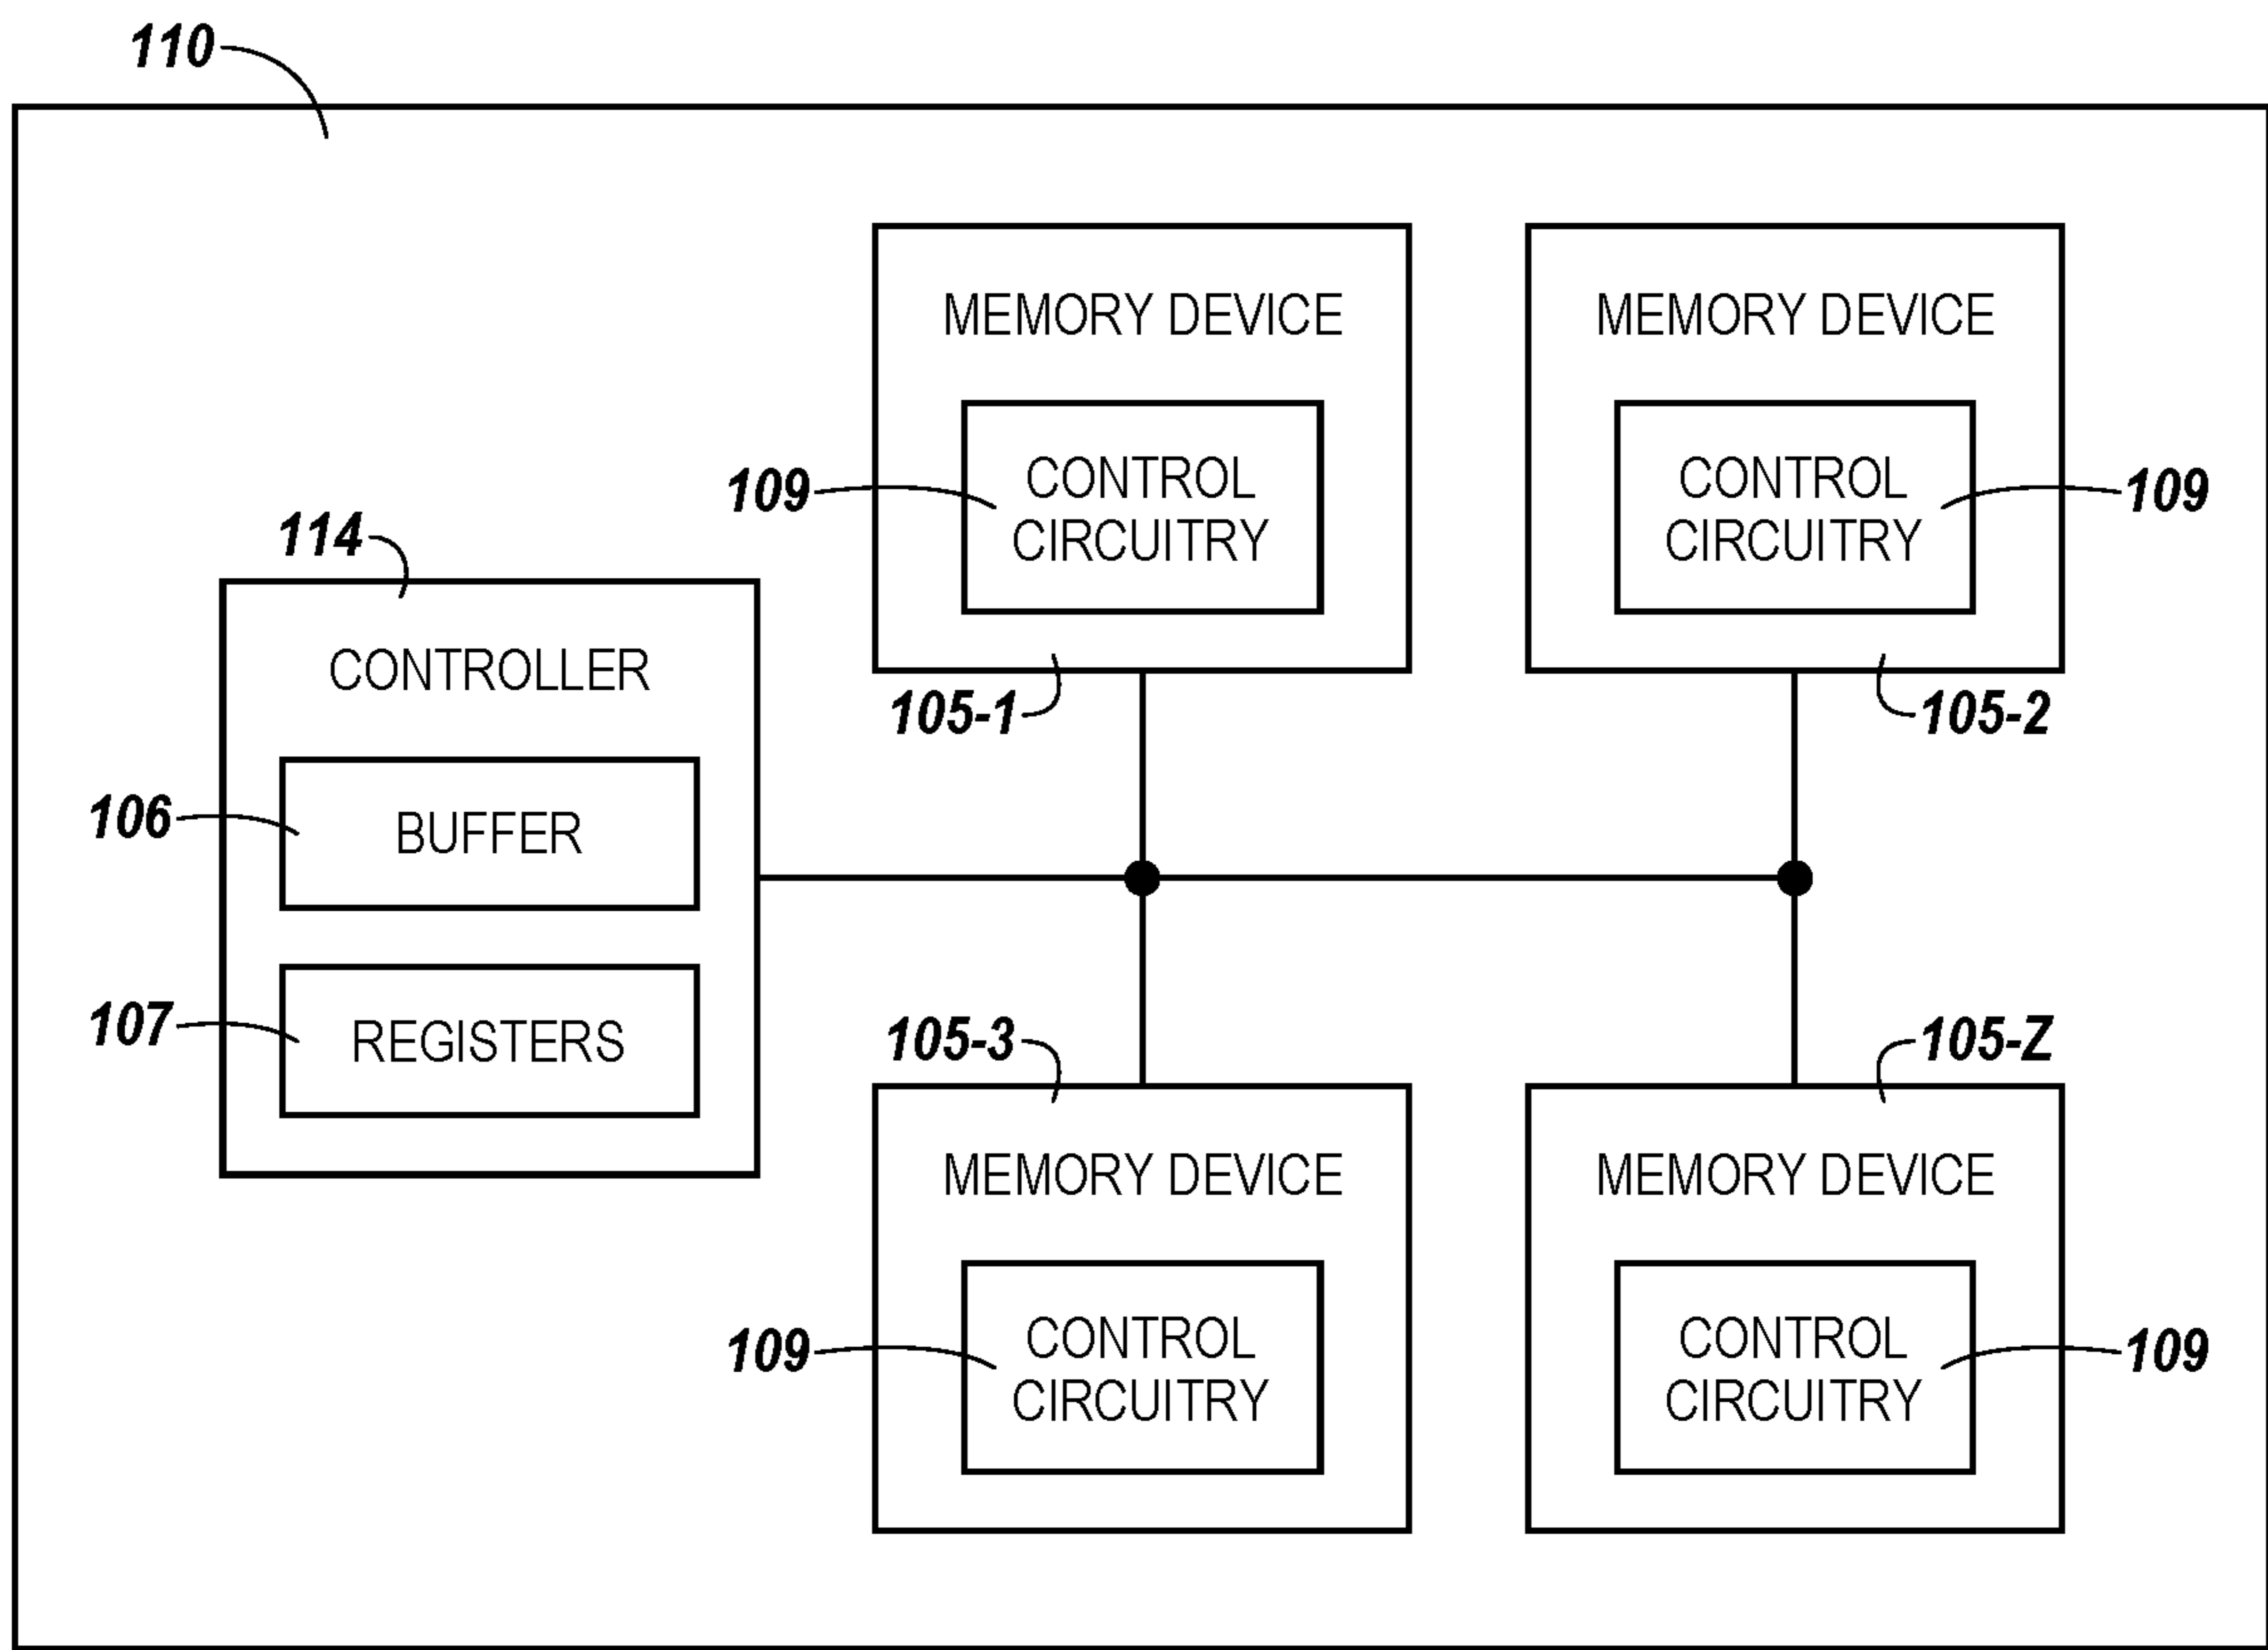 110
MEMORY DEVICE
MEMORY DEVICE
109
CONTROL
CIRCUITRY
CONTROL
CIRCUITRY
109
114
CONTROLLER
105-1
105-2
106
BUFFER
107
REGISTERS
105-3
105-Z
MEMORY DEVICE
MEMORY DEVICE
109
CONTROL
CIRCUITRY
CONTROL
CIRCUITRY
109